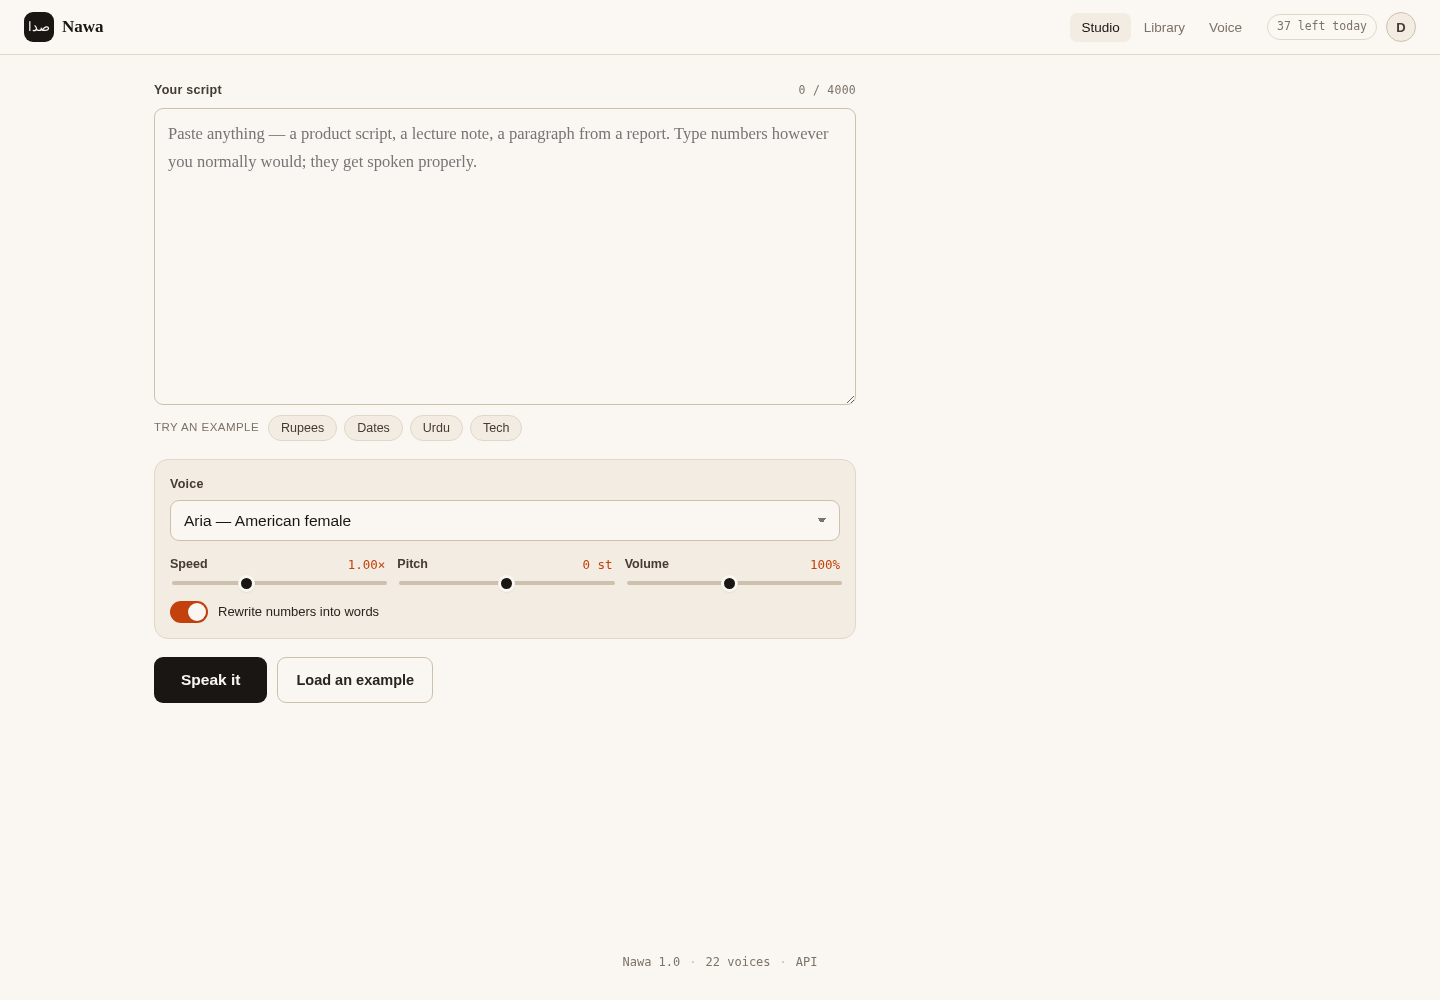 صدا Nawa
Studio Library Voice 37 left today D
Your script 0 / 4000
Paste anything — a product script, a lecture note, a paragraph from a report. Type numbers however
you normally would; they get spoken properly.
TRY AN EXAMPLE Rupees Dates Urdu Tech
Voice
Aria — American female
Speed 1.00× Pitch 0 st Volume 100%
Rewrite numbers into words
Speak it Load an example
Nawa 1.0 · 22 voices · API